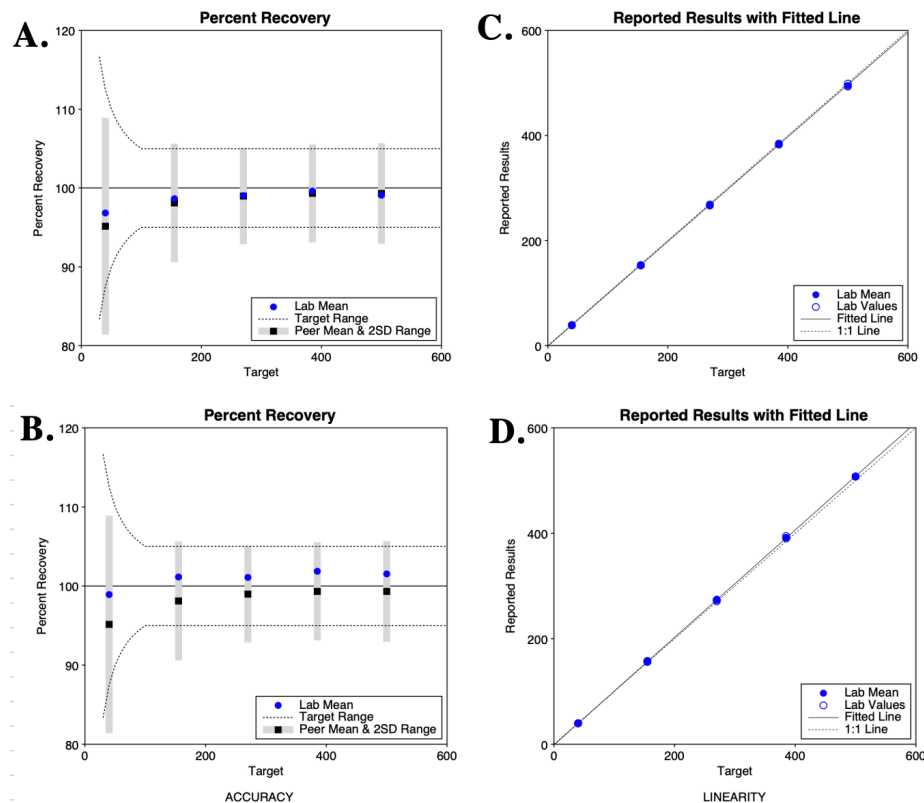 A.
Percent Recovery
120
110
100
90
80
Percent Recovery
0
200
400
600
Target
Lab Mean
Target Range
Peer Mean & 2SD Range
C.
Reported Results with Fitted Line
600
400
200
0
Reported Results
0
200
400
600
Target
Lab Mean
Lab Values
Fitted Line
1:1 Line
B.
Percent Recovery
120
110
100
90
80
Percent Recovery
0
200
400
600
Target
Lab Mean
Target Range
Peer Mean & 2SD Range
ACCURACY
D.
Reported Results with Fitted Line
600
400
200
0
Reported Results
0
200
400
600
Target
Lab Mean
Lab Values
Fitted Line
1:1 Line
LINEARITY